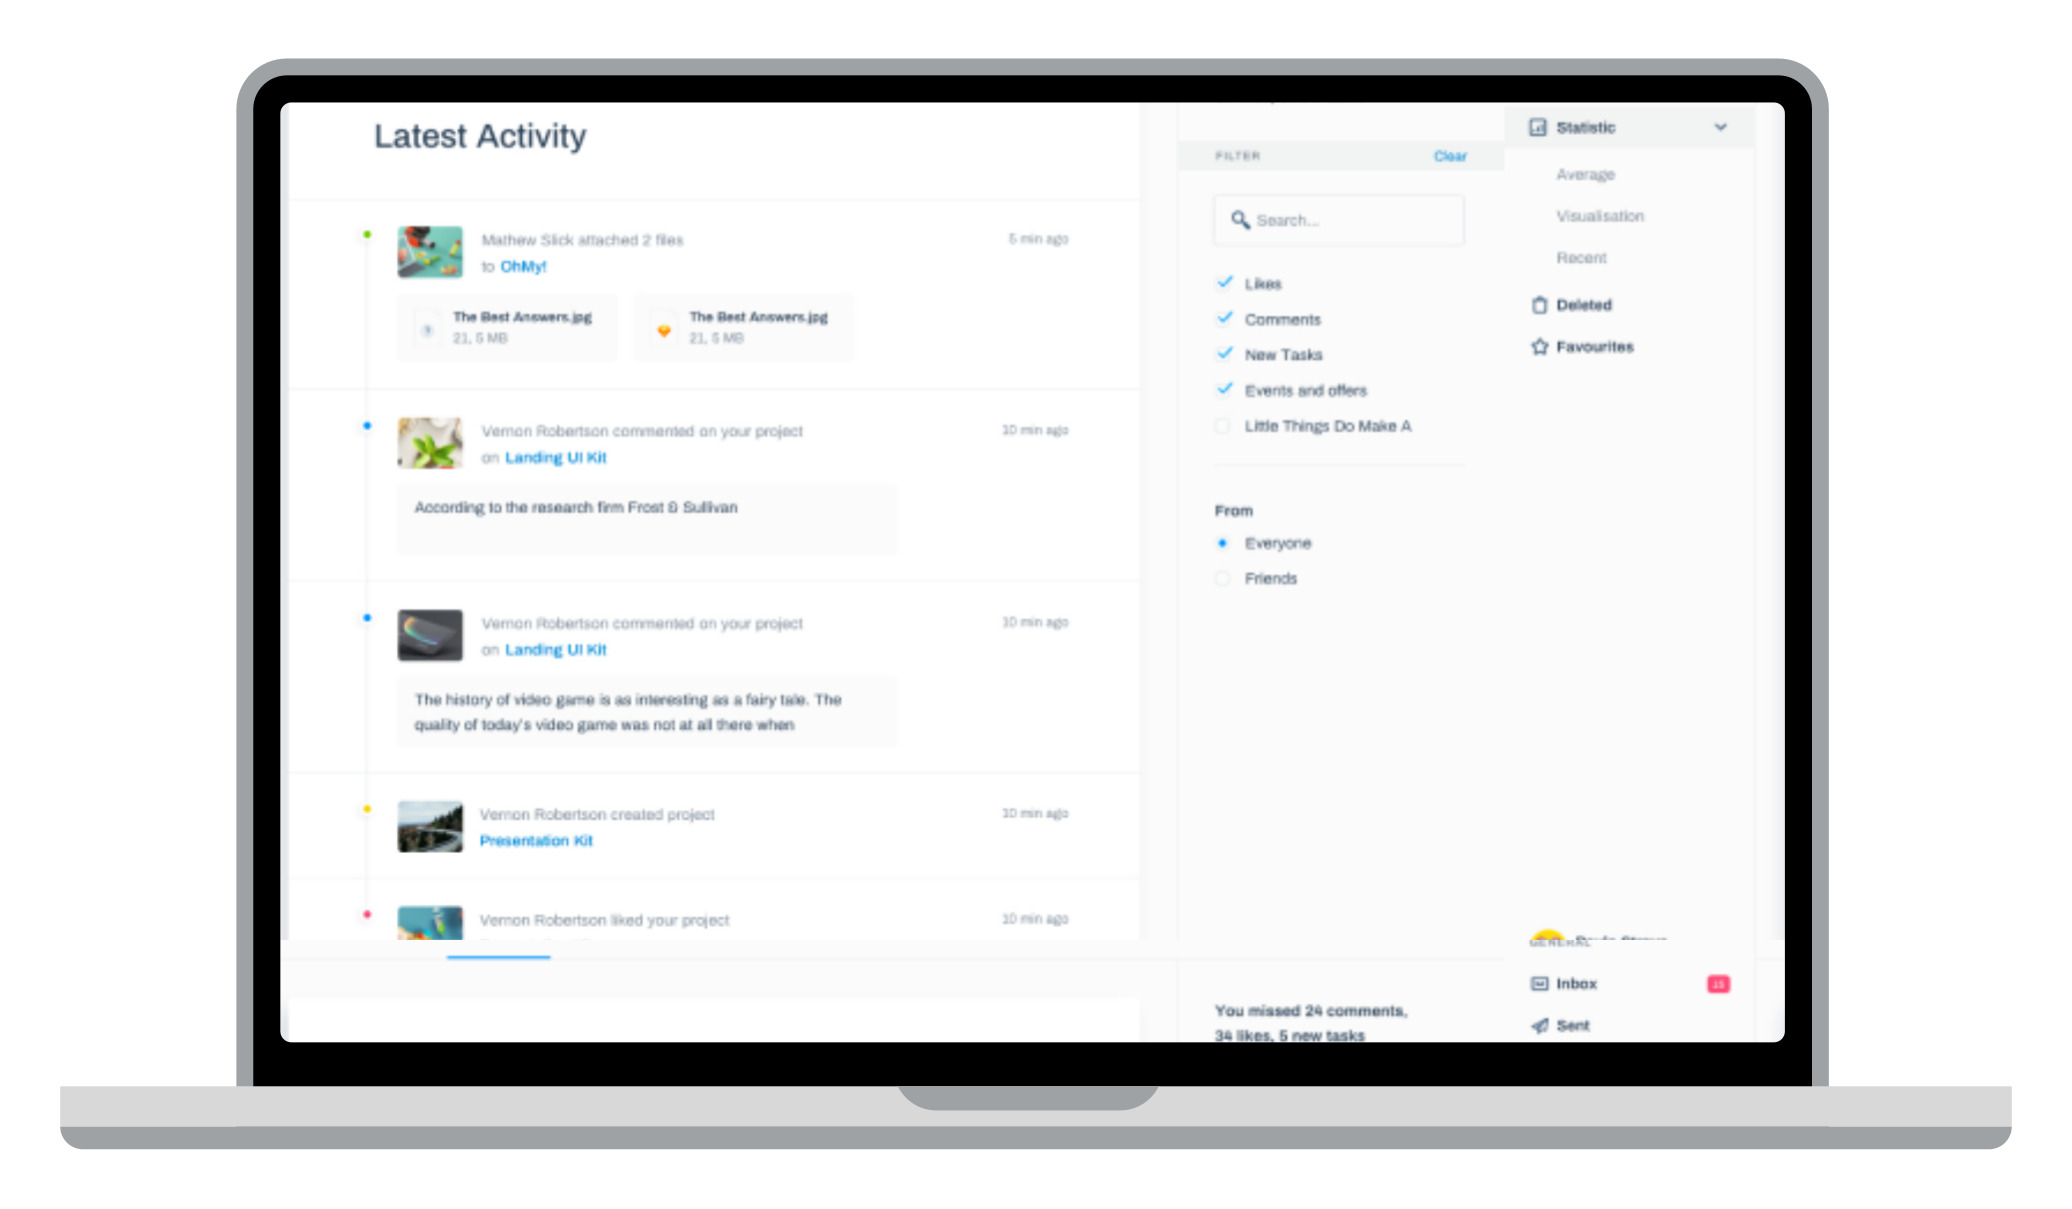 Latest Activity
Mathew Slick attached 2 files
5 min ago
to OhMy!
The Best Answers.jpg
21, 5 MB
The Best Answers.jpg
21, 5 MB
Vernon Robertson commented on your project
10 min ago
on Landing UI Kit
According to the research firm Frost & Sullivan
Vernon Robertson commented on your project
10 min ago
on Landing UI Kit
The history of video game is as interesting as a fairy tale. The
quality of today's video game was not at all there when
Vernon Robertson created project
10 min ago
Presentation Kit
Vernon Robertson liked your project
10 min ago
FILTER
Clear
Search...
Likes
Comments
New Tasks
Events and offers
Little Things Do Make A
From
Everyone
Friends
You missed 24 comments,
34 likes, 5 new tasks
Statistic
Average
Visualisation
Recent
Deleted
Favourites
GENERAL
Inbox
15
Sent